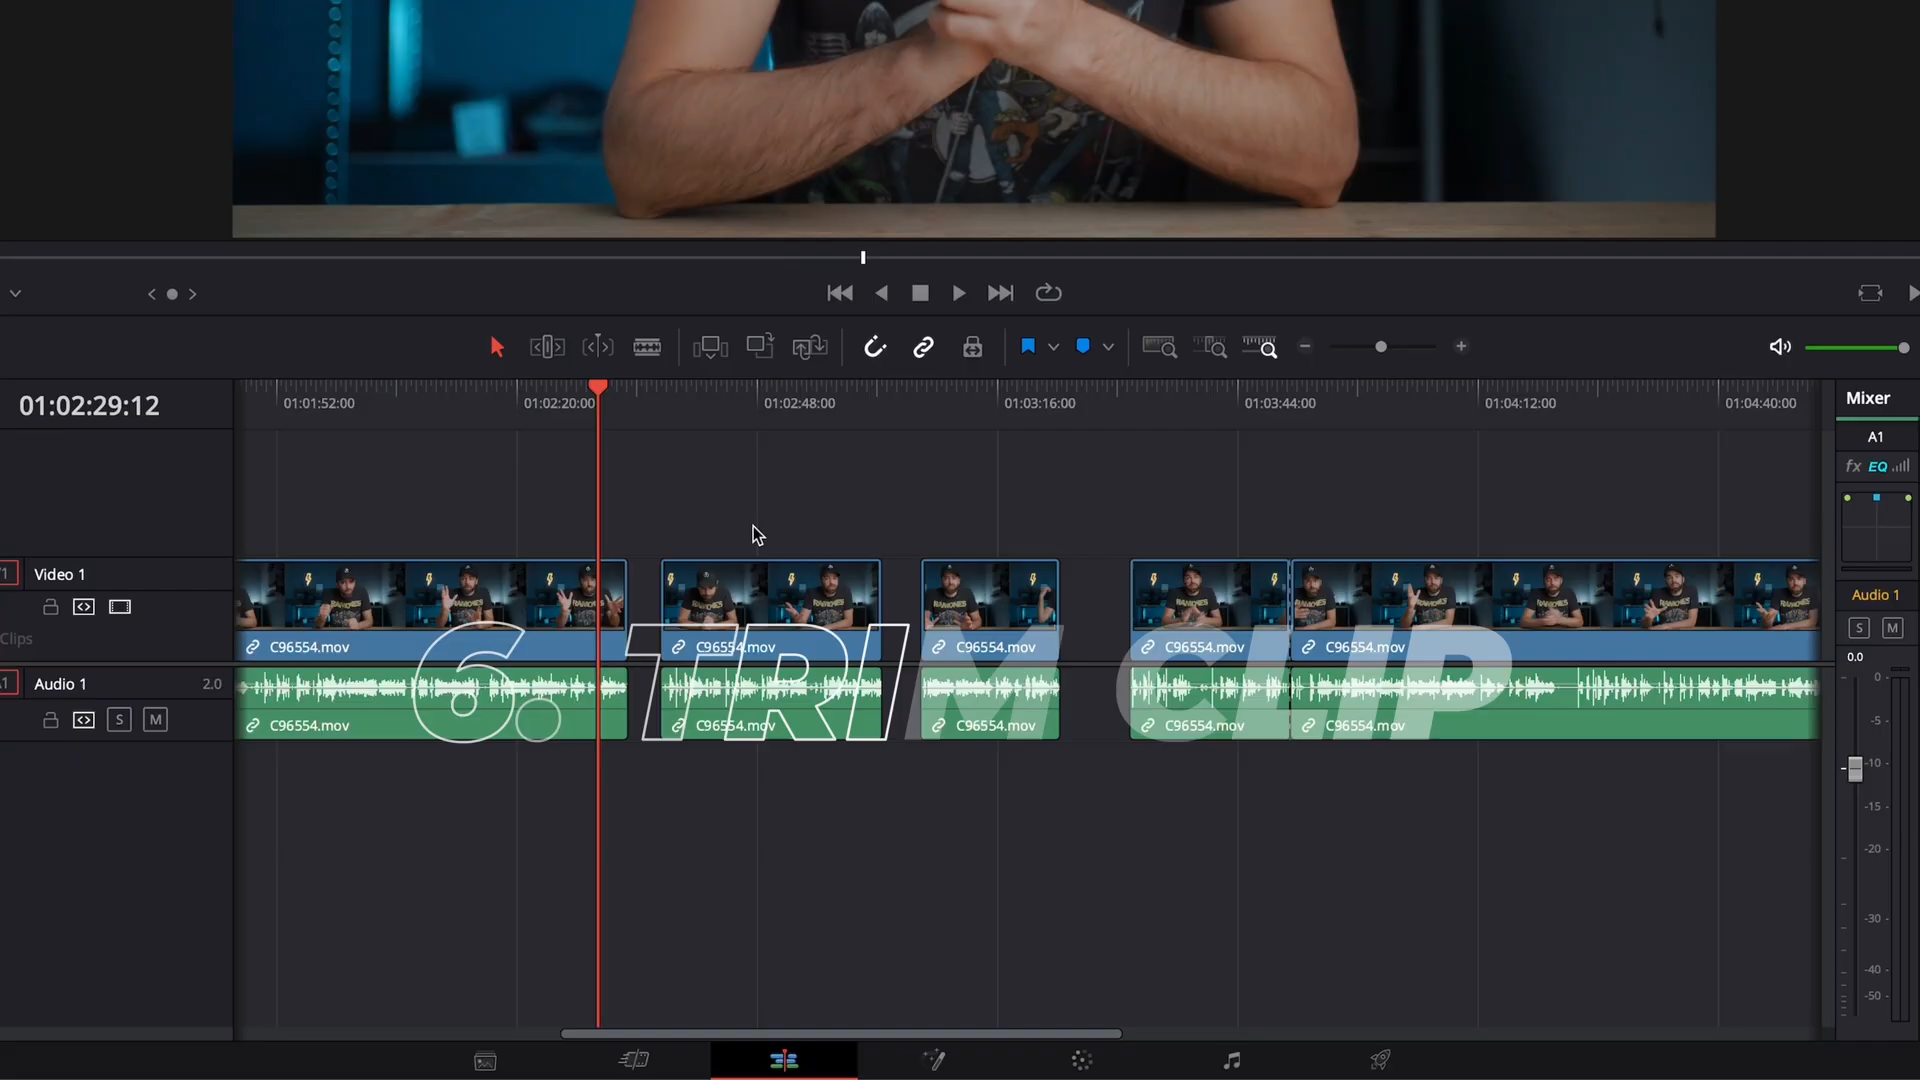 01:02:29:12
01:01:52:00
01:02:20:00
01:02:48:00
01:03:16:00
01:03:44:00
01:04:12:00
01:04:40:00
Mixer
A1
fx EQ
Video 1
Clips
C96554.mov
C96554.mov
C96554.mov
C96554.mov
C96554.mov
6. TRIM CLIP
Audio 1
2.0
S M
C96554.mov
C96554.mov
C96554.mov
C96554.mov
C96554.mov
Audio 1
S M
0.0
0
-5
-10
-15
-20
-30
-40
-50